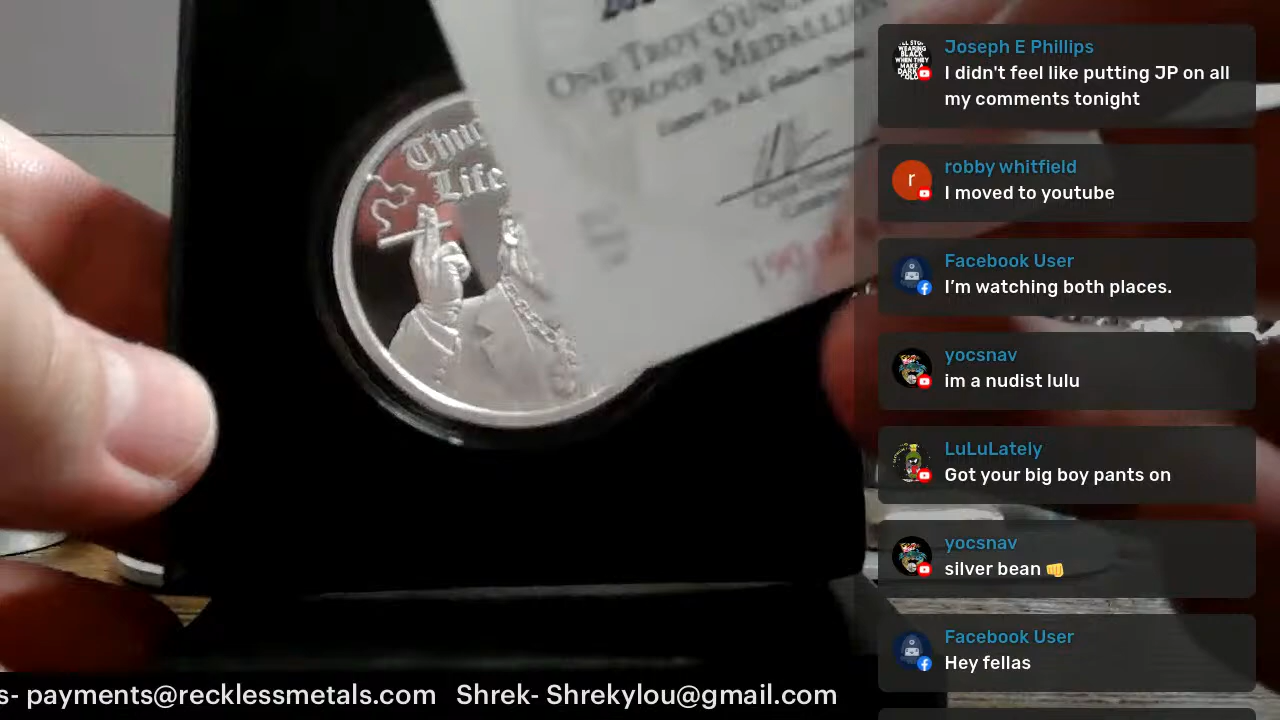 ONE TROY OUNCE
PROOF MEDALLION
Thug
Life
190 of
Joseph E Phillips
I didn't feel like putting JP on all
my comments tonight
robby whitfield
I moved to youtube
Facebook User
I’m watching both places.
yocsnav
im a nudist lulu
LuLuLately
Got your big boy pants on
yocsnav
silver bean 👊
Facebook User
Hey fellas
s- payments@recklessmetals.com Shrek- Shrekylou@gmail.com